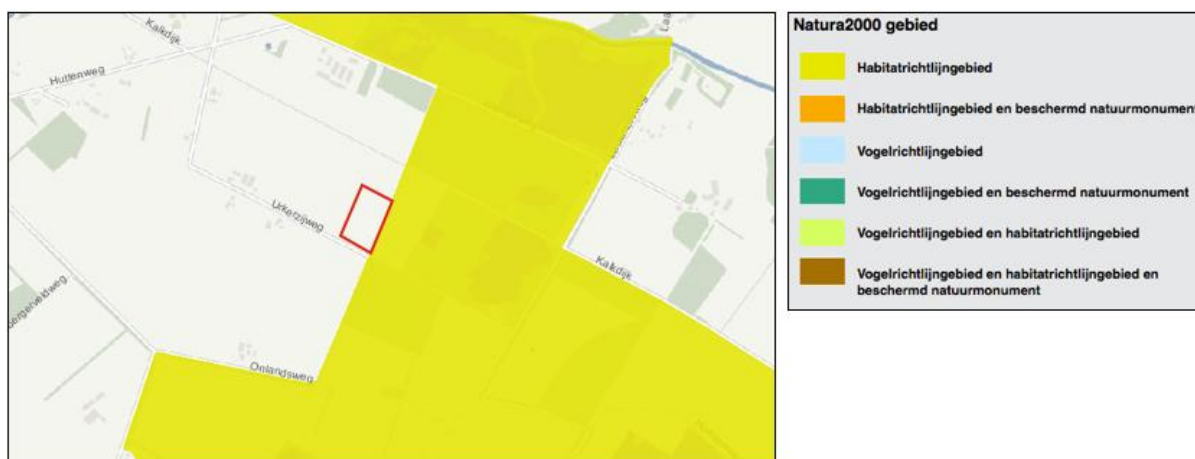 Kalkdijk
Huttenweg
Urkerzijweg
Kalkdijk
Oelandsweg
Natura2000 gebied
Habitatrichtlijngebied
Habitatrichtlijngebied en beschermd natuurmonument
Vogelrichtlijngebied
Vogelrichtlijngebied en beschermd natuurmonument
Vogelrichtlijngebied en habitatrichtlijngebied
Vogelrichtlijngebied en habitatrichtlijngebied en
beschermd natuurmonument